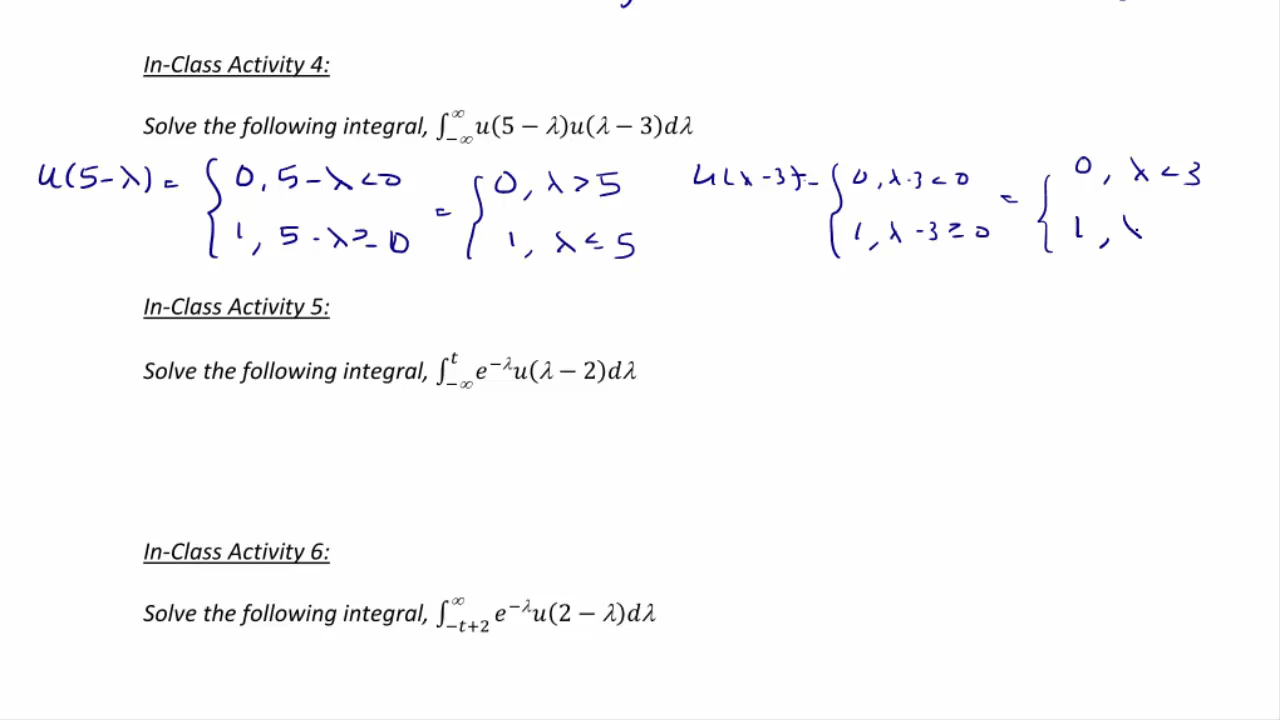 In-Class Activity 4:
Solve the following integral, ∫_{-∞}^{∞} u(5 − λ)u(λ − 3)dλ
u(5-λ) = { 0, 5-λ<0 = { 0, λ>5 u(λ-3) = { 0, λ-3<0 = { 0, λ<3
1, 5-λ≥0 1, λ≤5 1, λ-3≥0 1,
In-Class Activity 5:
Solve the following integral, ∫_{-∞}^{t} e^{-λ}u(λ − 2)dλ
In-Class Activity 6:
Solve the following integral, ∫_{-t+2}^{∞} e^{-λ}u(2 − λ)dλ